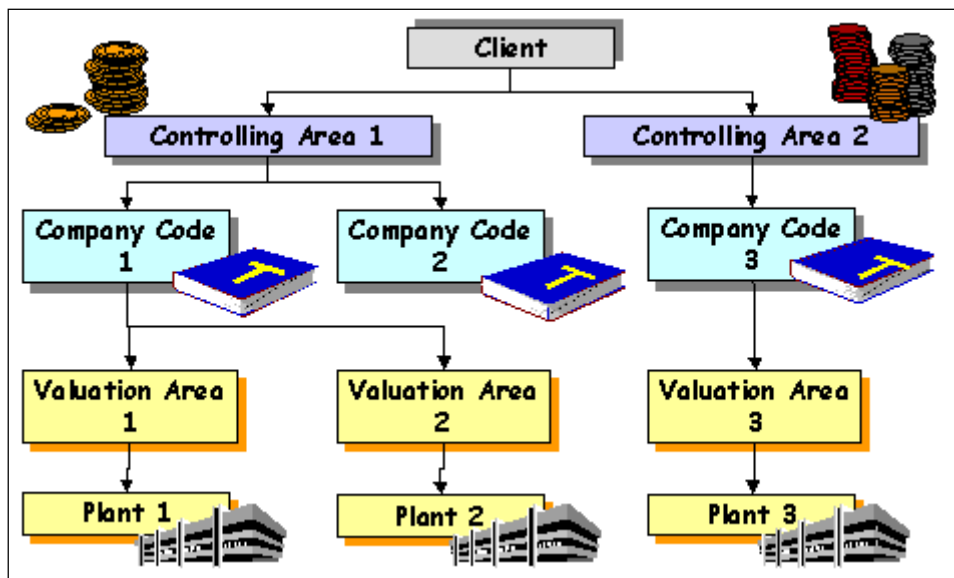 Client
Controlling Area 1
Controlling Area 2
Company Code
1
Company Code
2
Company Code
3
Valuation Area
1
Valuation Area
2
Valuation Area
3
Plant 1
Plant 2
Plant 3